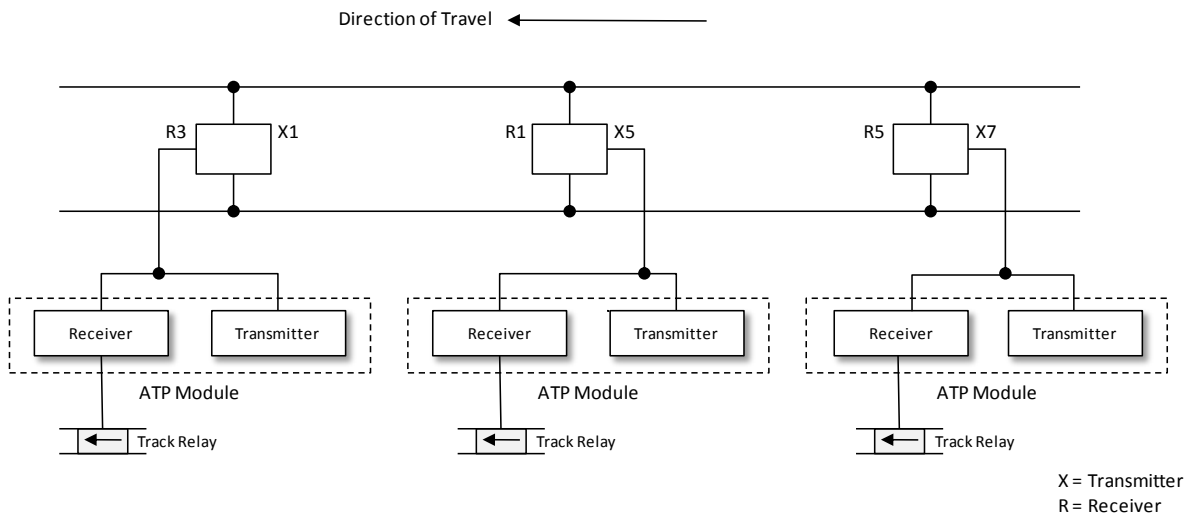 Direction of Travel
R3 X1 R1 X5 R5 X7
Receiver Transmitter Receiver Transmitter Receiver Transmitter
ATP Module ATP Module ATP Module
Track Relay Track Relay Track Relay
X = Transmitter
R = Receiver